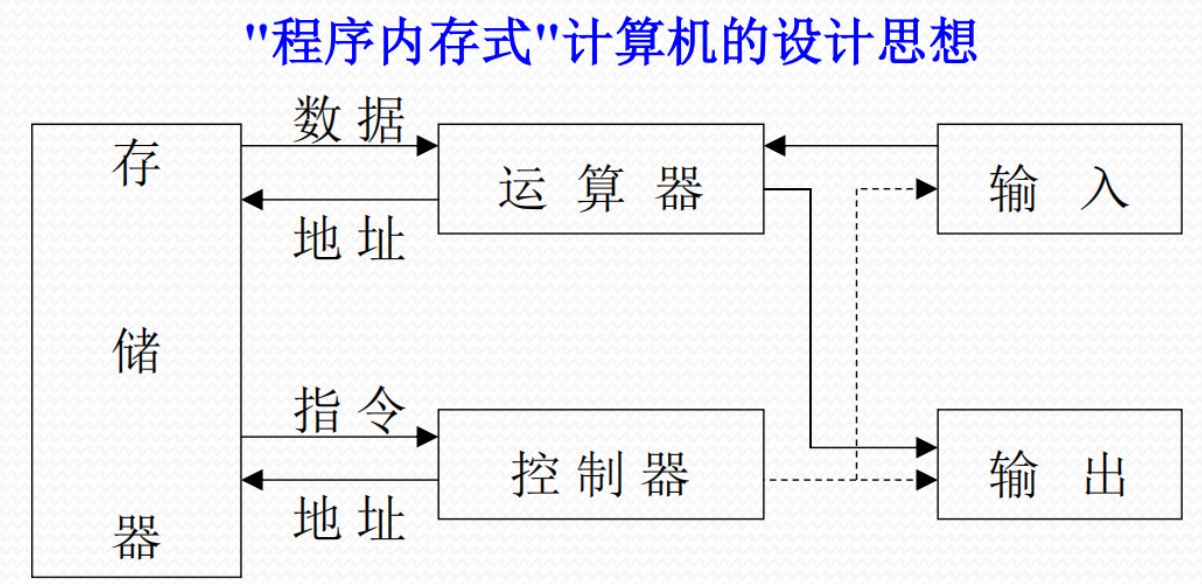 "程序内存式"计算机的设计思想
存储器
数据
地址
运算器
输入
指令
地址
控制器
输出